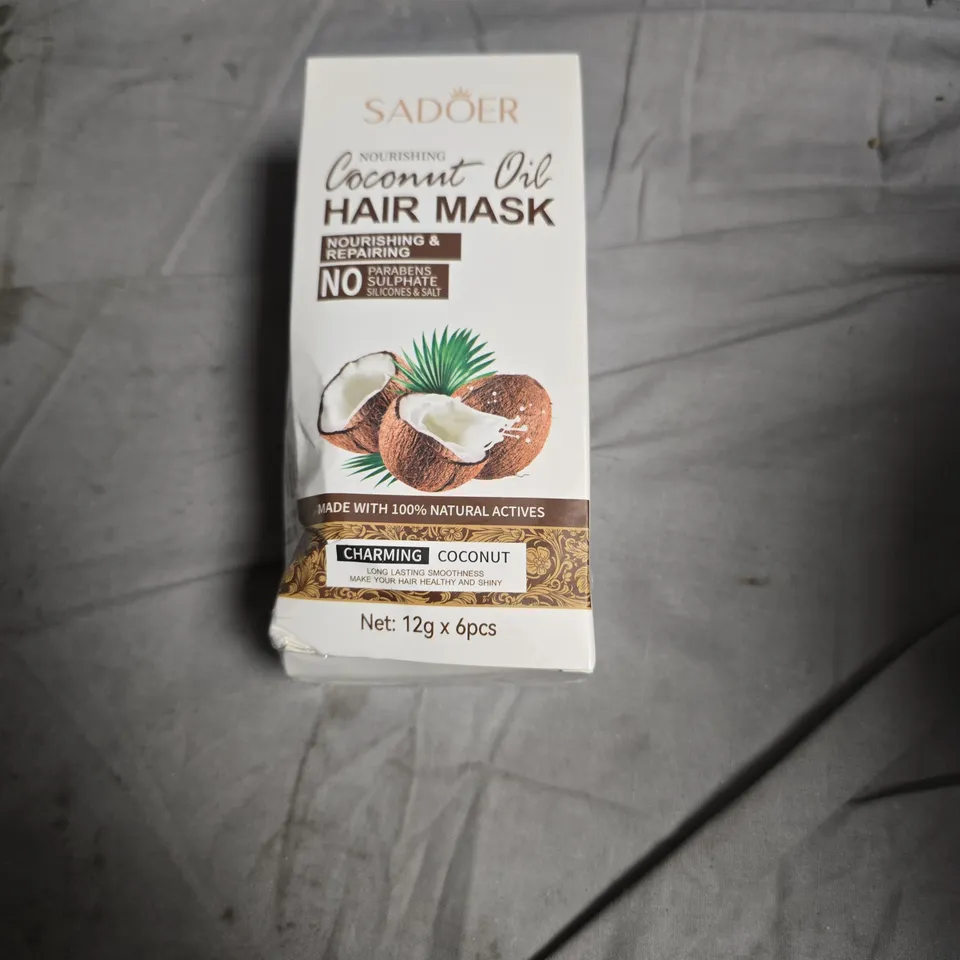 SADOER
NOURISHING
Coconut Oil
HAIR MASK
NOURISHING &
REPAIRING
NO PARABENS
SULPHATE
SILICONES & SALT
MADE WITH 100% NATURAL ACTIVES
CHARMING COCONUT
LONG LASTING SMOOTHNESS
MAKE YOUR HAIR HEALTHY AND SHINY
Net: 12g x 6pcs